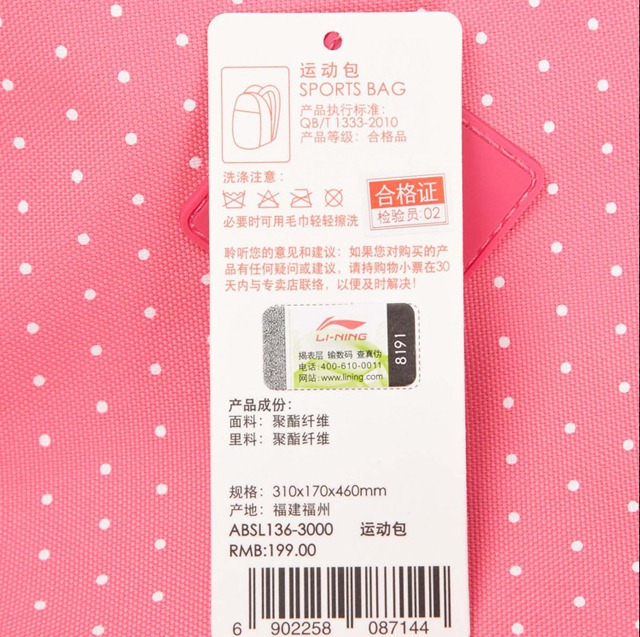 运动包
SPORTS BAG
产品执行标准:
QB/T 1333-2010
产品等级: 合格品
洗涤注意:
合格证
检验员:02
必要时可用毛巾轻轻擦洗
聆听您的意见和建议: 如果您对购买的产
品有任何疑问或建议, 请持购物小票在30
天内与专卖店联络, 以便及时解决!
LI-NING
揭表层 输数码 查真伪
电话:400-610-0011
网站:www.lining.com
8191
产品成份:
面料: 聚酯纤维
里料: 聚酯纤维
规格: 310x170x460mm
产地: 福建福州
ABSL136-3000 运动包
RMB:199.00
6 902258 087144